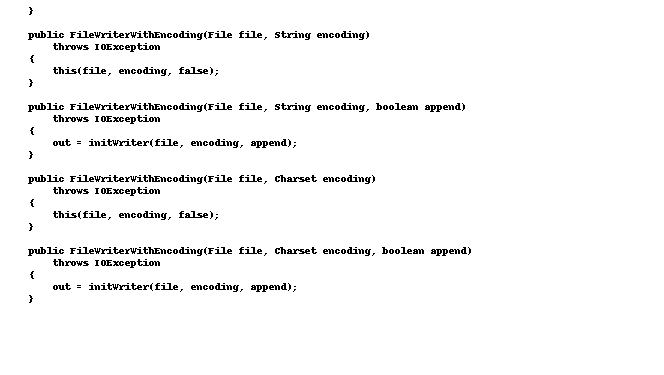 }
public FileWriterWithEncoding(File file, String encoding)
throws IOException
{
this(file, encoding, false);
}
public FileWriterWithEncoding(File file, String encoding, boolean append)
throws IOException
{
out = initWriter(file, encoding, append);
}
public FileWriterWithEncoding(File file, Charset encoding)
throws IOException
{
this(file, encoding, false);
}
public FileWriterWithEncoding(File file, Charset encoding, boolean append)
throws IOException
{
out = initWriter(file, encoding, append);
}